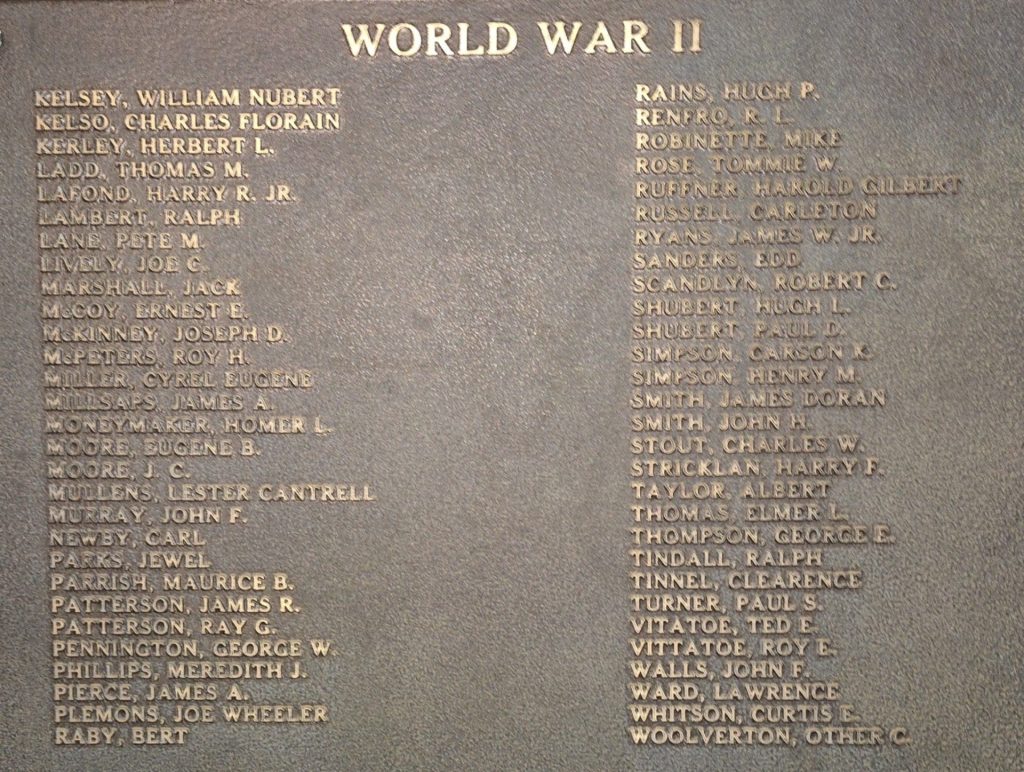 WORLD WAR II
KELSEY, WILLIAM NUBERT
KELSO, CHARLES FLORAIN
KERLEY, HERBERT L.
LADD, THOMAS M.
LAFOND, HARRY R. JR.
LAMBERT, RALPH
LANE, PETE M.
LIVELY, JOE C.
MARSHALL, JACK
McCOY, ERNEST E.
McKINNEY, JOSEPH D.
McPETERS, ROY H.
MILLER, CYREL EUGENE
MILLSAPS, JAMES A.
MONEYMAKER, HOMER L.
MOORE, EUGENE B.
MOORE, J. C.
MULLENS, LESTER CANTRELL
MURRAY, JOHN F.
NEWBY, CARL
PARKS, JEWEL
PARRISH, MAURICE B.
PATTERSON, JAMES R.
PATTERSON, RAY G.
PENNINGTON, GEORGE W.
PHILLIPS, MEREDITH J.
PIERCE, JAMES A.
PLEMONS, JOE WHEELER
RABY, BERT
RAINS, HUGH P.
RENFRO, R. L.
ROBINETTE, MIKE
ROSE, TOMMIE W.
RUFFNER, HAROLD GILBERT
RUSSELL, CARLETON
RYANS, JAMES W. JR.
SANDERS, EDD
SCANDLYN, ROBERT C.
SHUBERT, HUGH L.
SHUBERT, PAUL D.
SIMPSON, CARSON K.
SIMPSON, HENRY M.
SMITH, JAMES DORAN
SMITH, JOHN H.
STOUT, CHARLES W.
STRICKLAN, HARRY F.
TAYLOR, ALBERT
THOMAS, ELMER L.
THOMPSON, GEORGE E.
TINDALL, RALPH
TINNEL, CLEARENCE
TURNER, PAUL S.
VITATOE, TED E.
VITTATOE, ROY E.
WALLS, JOHN F.
WARD, LAWRENCE
WHITSON, CURTIS E.
WOOLVERTON, OTHER C.